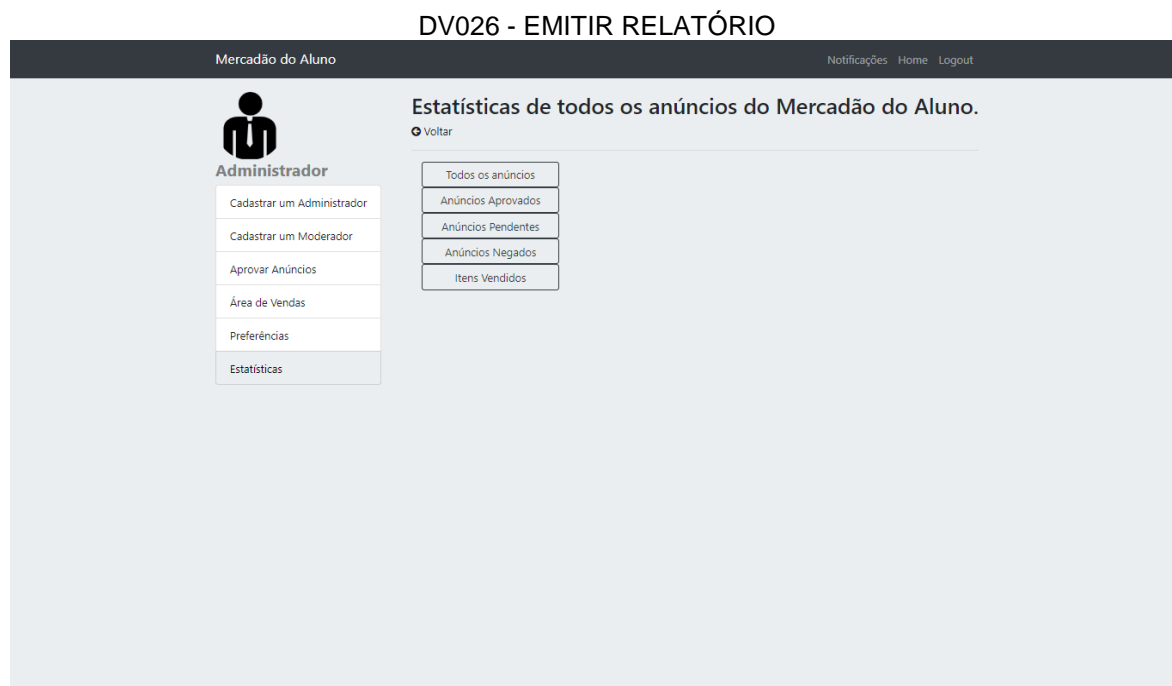 DV026 - EMITIR RELATÓRIO
Mercadão do Aluno
Notificações Home Logout
Administrador
Cadastrar um Administrador
Cadastrar um Moderador
Aprovar Anúncios
Área de Vendas
Preferências
Estatísticas
Estatísticas de todos os anúncios do Mercadão do Aluno.
Voltar
Todos os anúncios
Anúncios Aprovados
Anúncios Pendentes
Anúncios Negados
Itens Vendidos